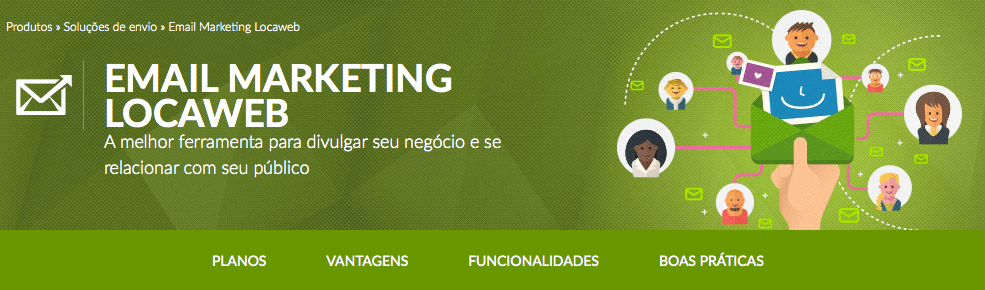 Produtos » Soluções de envio » Email Marketing Locaweb
EMAIL MARKETING
LOCAWEB
A melhor ferramenta para divulgar seu negócio e se
relacionar com seu público
PLANOS VANTAGENS FUNCIONALIDADES BOAS PRÁTICAS